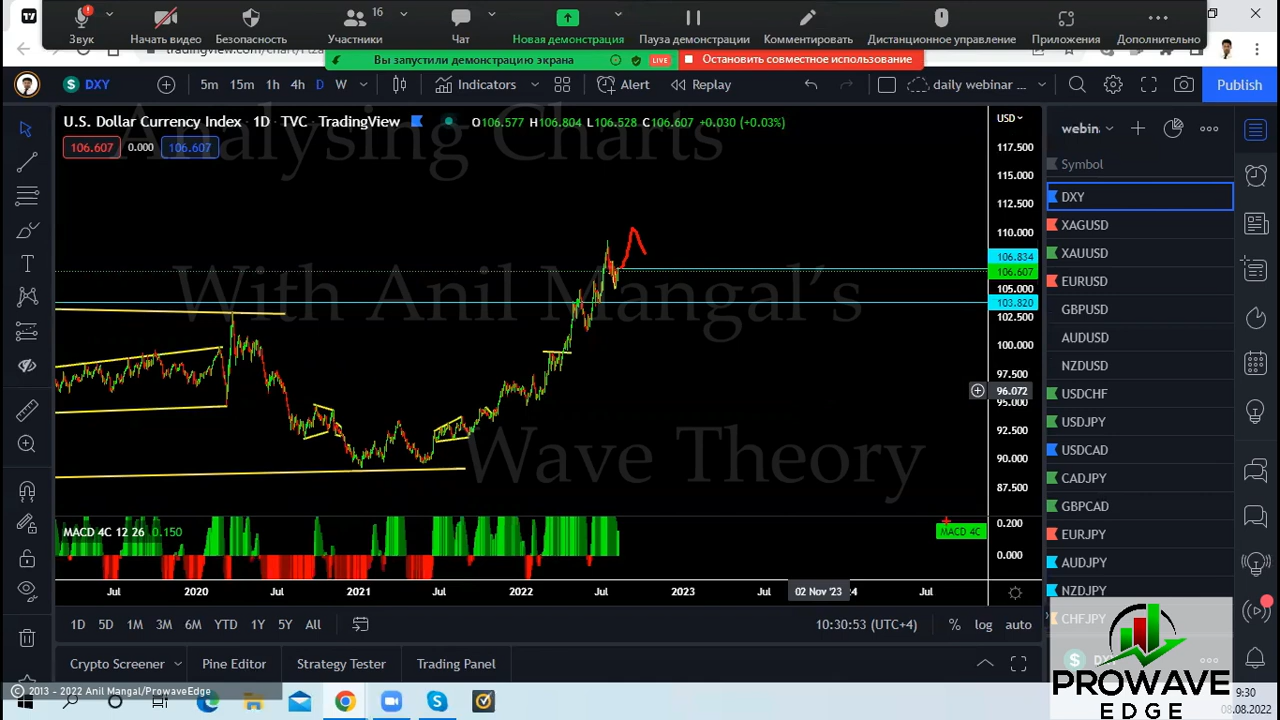 16
Звук
Начать видео
Безопасность
Участники
Чат
Новая демонстрация
Пауза демонстрации
Комментировать
Дистанционное управление
Приложения
Дополнительно
Вы запустили демонстрацию экрана
LIVE
Остановить совместное использование
$ DXY
5m 15m 1h 4h D W
Indicators
Alert
Replay
daily webinar ...
Publish
U.S. Dollar Currency Index · 1D · TVC · TradingView
O106.577 H106.804 L106.528 C106.607 +0.030 (+0.03%)
106.607 0.000 106.607
Analysing Charts
With Anil Mangal´s
Wave Theory
USD
117.500
115.000
112.500
110.000
106.834
106.607
105.000
103.820
102.500
100.000
97.500
96.072
95.000
92.500
90.000
87.500
MACD 4C 12 26 0.150
MACD 4C
0.200
0.000
Jul 2020 Jul 2021 Jul 2022 Jul 2023 Jul 02 Nov '23 Jul
1D 5D 1M 3M 6M YTD 1Y 5Y All
10:30:53 (UTC+4)
% log auto
Crypto Screener
Pine Editor
Strategy Tester
Trading Panel
webin
Symbol
DXY
XAGUSD
XAUUSD
EURUSD
GBPUSD
AUDUSD
NZDUSD
USDCHF
USDJPY
USDCAD
CADJPY
GBPCAD
EURJPY
AUDJPY
NZDJPY
CHFJPY
PROWAVE
EDGE
© 2013 - 2022 Anil Mangal/ProwaveEdge
9:30
08.08.2022